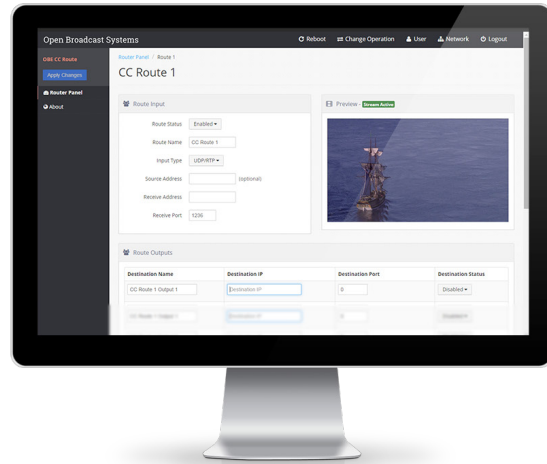 Open Broadcast Systems
Reboot Change Operation User Network Logout
OBE CC Route
Apply Changes
Router Panel
About
Router Panel / Route 1
CC Route 1
Route Input
Route Status Enabled
Route Name CC Route 1
Input Type UDP/RTP
Source Address (optional)
Receive Address
Receive Port 1236
Preview - Stream Active
Route Outputs
Destination Name Destination IP Destination Port Destination Status
CC Route 1 Output 1 Destination IP 0 Disabled